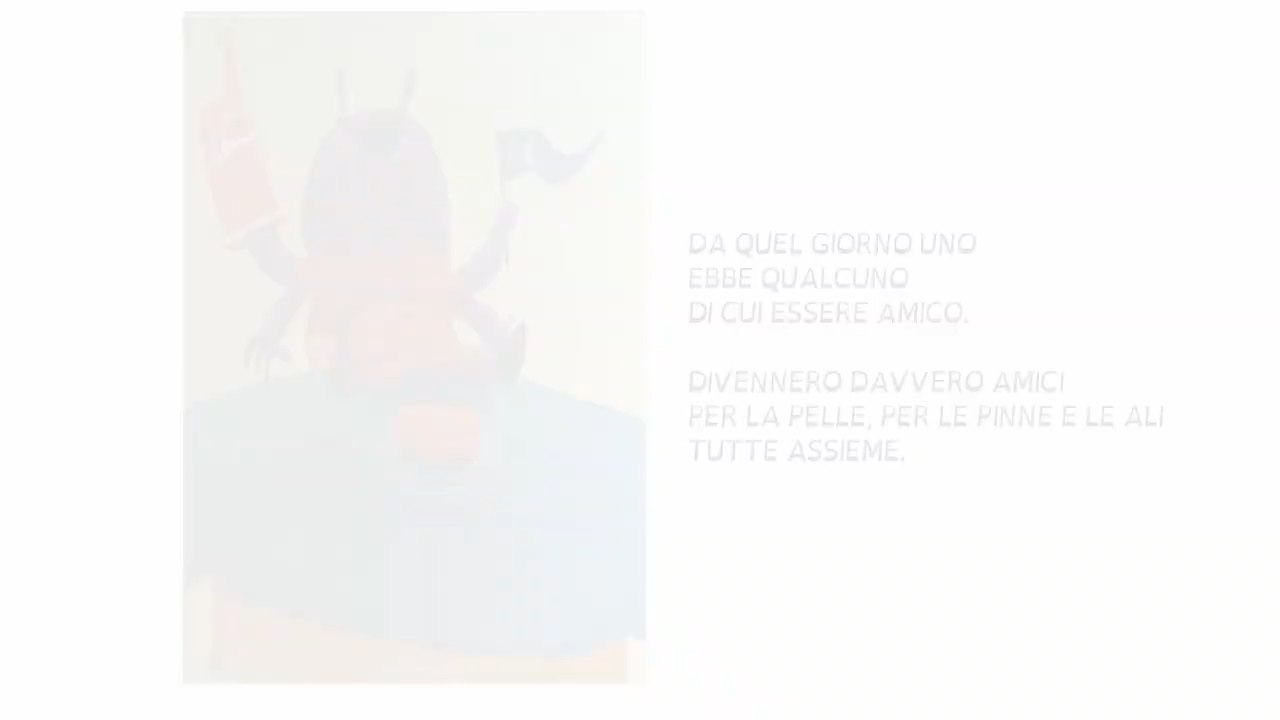 DA QUEL GIORNO UNO
EBBE QUALCUNO
DI CUI ESSERE AMICO.
DIVENNERO DAVVERO AMICI
PER LA PELLE, PER LE PINNE E LE ALI
TUTTE ASSIEME.